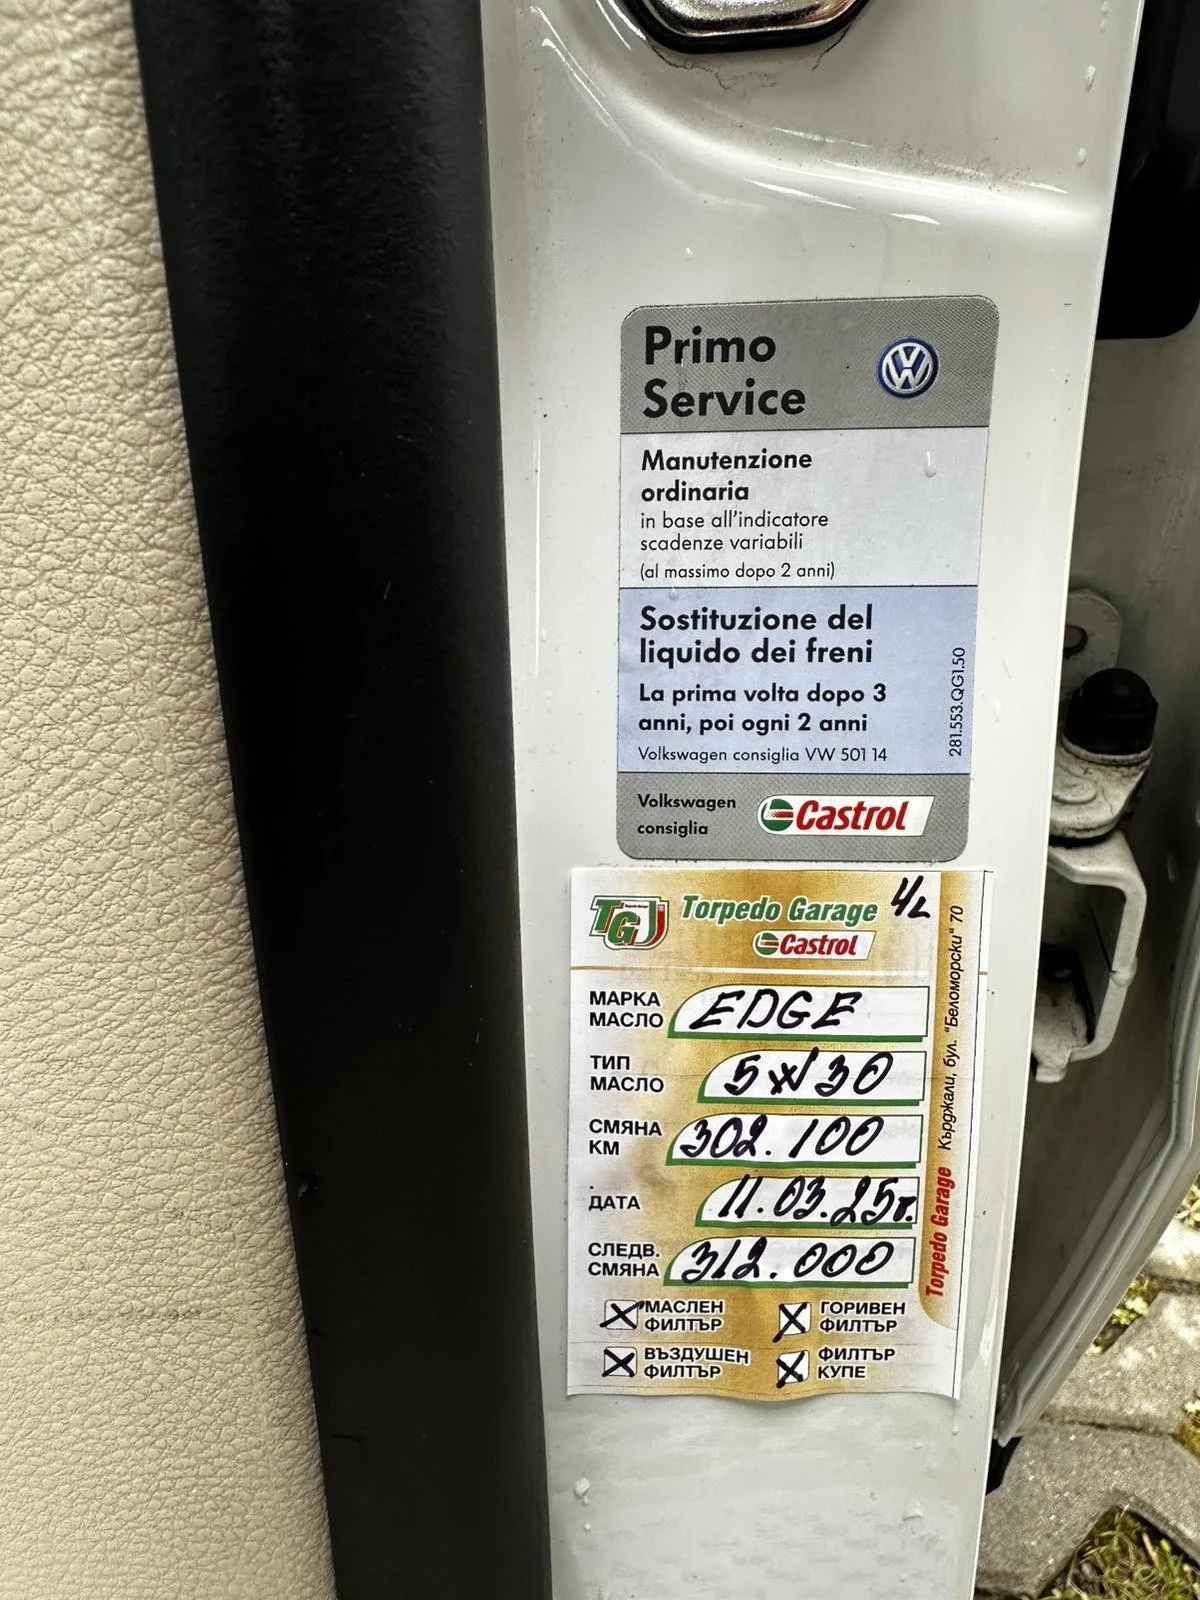 Primo
Service
Manutenzione
ordinaria
in base all'indicatore
scadenze variabili
(al massimo dopo 2 anni)
Sostituzione del
liquido dei freni
La prima volta dopo 3
anni, poi ogni 2 anni
Volkswagen consiglia VW 501 14
281.553.QG1.50
Volkswagen
consiglia
Castrol
TG Torpedo Garage 4L
Castrol
МАРКА
МАСЛО EDGE
ТИП
МАСЛО 5W30
СМЯНА
КМ 302.100
ДАТА 11.03.25г.
СЛЕДВ.
СМЯНА 312.000
МАСЛЕН
ФИЛТЪР
ГОРИВЕН
ФИЛТЪР
ВЪЗДУШЕН
ФИЛТЪР
ФИЛТЪР
КУПЕ
Torpedo Garage Кърджали, бул. "Беломорски" 70